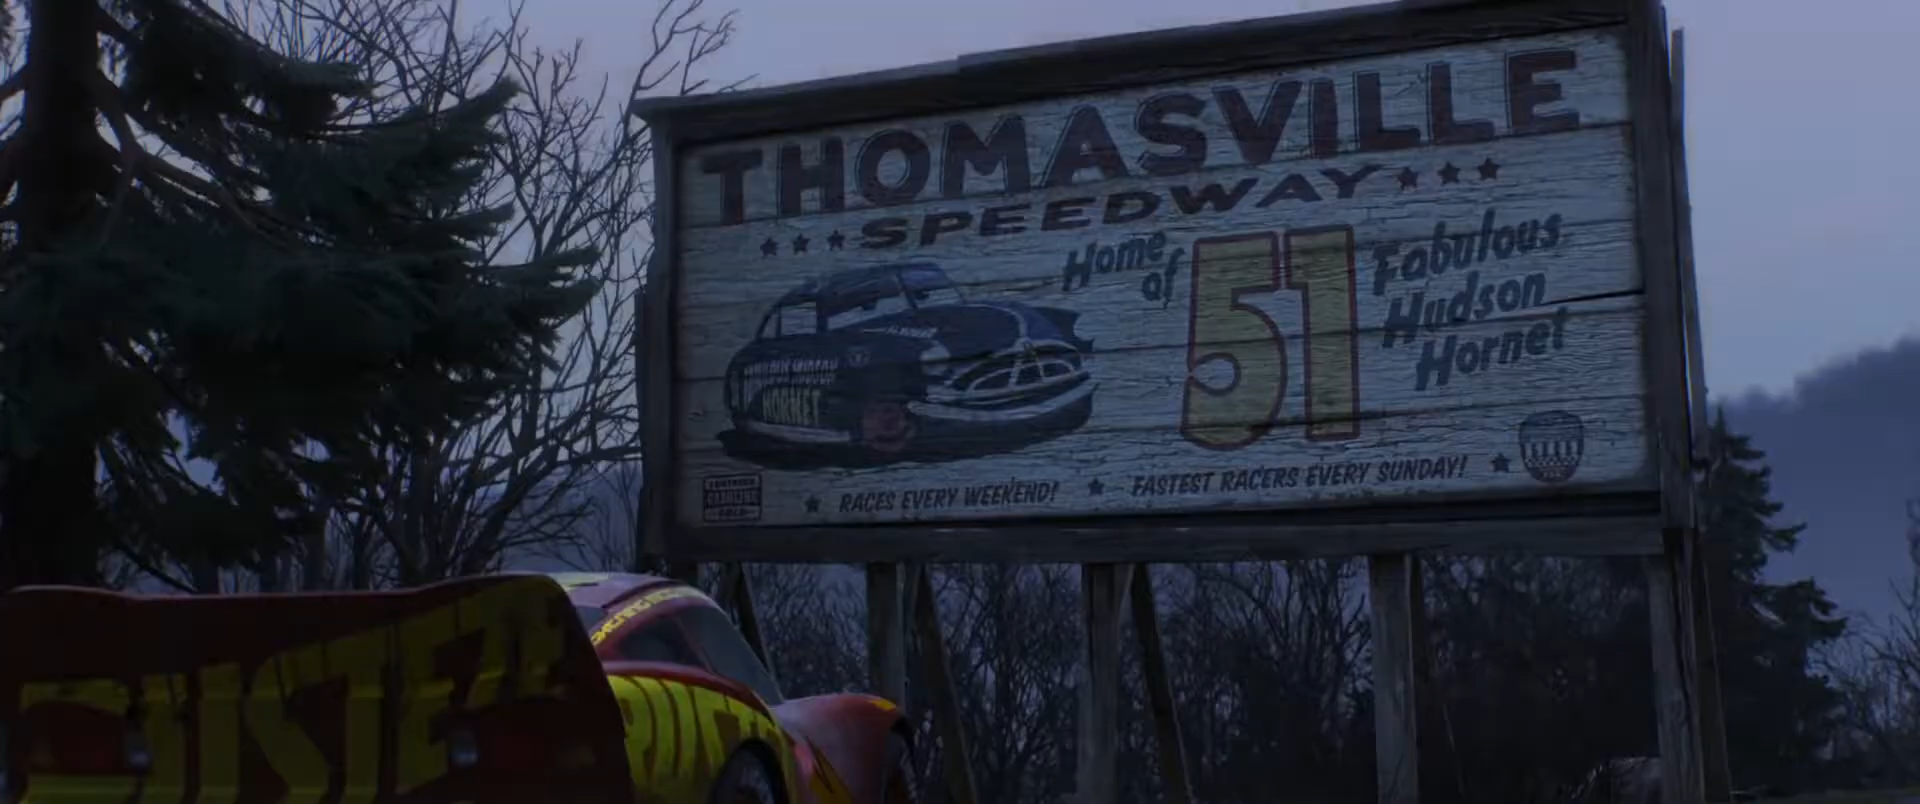 THOMASVILLE
SPEEDWAY
Home
of
51
Fabulous
Hudson
Hornet
HORNET
RACES EVERY WEEKEND!
FASTEST RACERS EVERY SUNDAY!